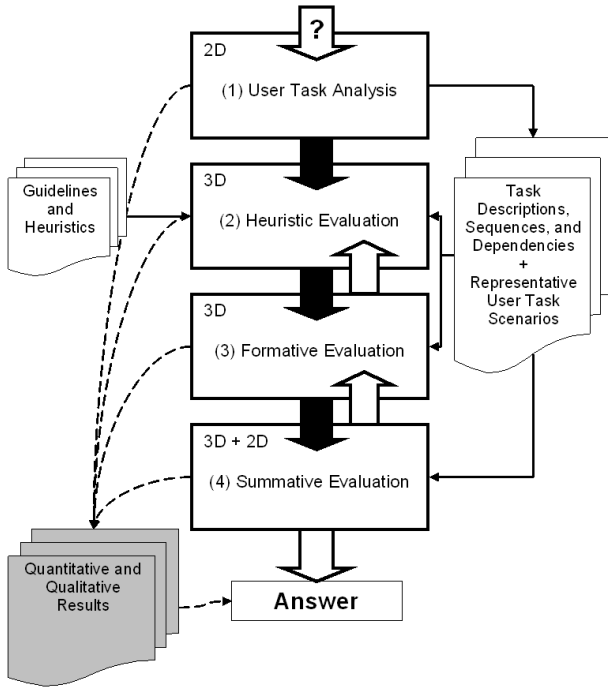 ?
2D
(1) User Task Analysis
3D
(2) Heuristic Evaluation
Guidelines
and
Heuristics
Task
Descriptions,
Sequences, and
Dependencies
+
Representative
User Task
Scenarios
3D
(3) Formative Evaluation
3D + 2D
(4) Summative Evaluation
Quantitative and
Qualitative
Results
Answer